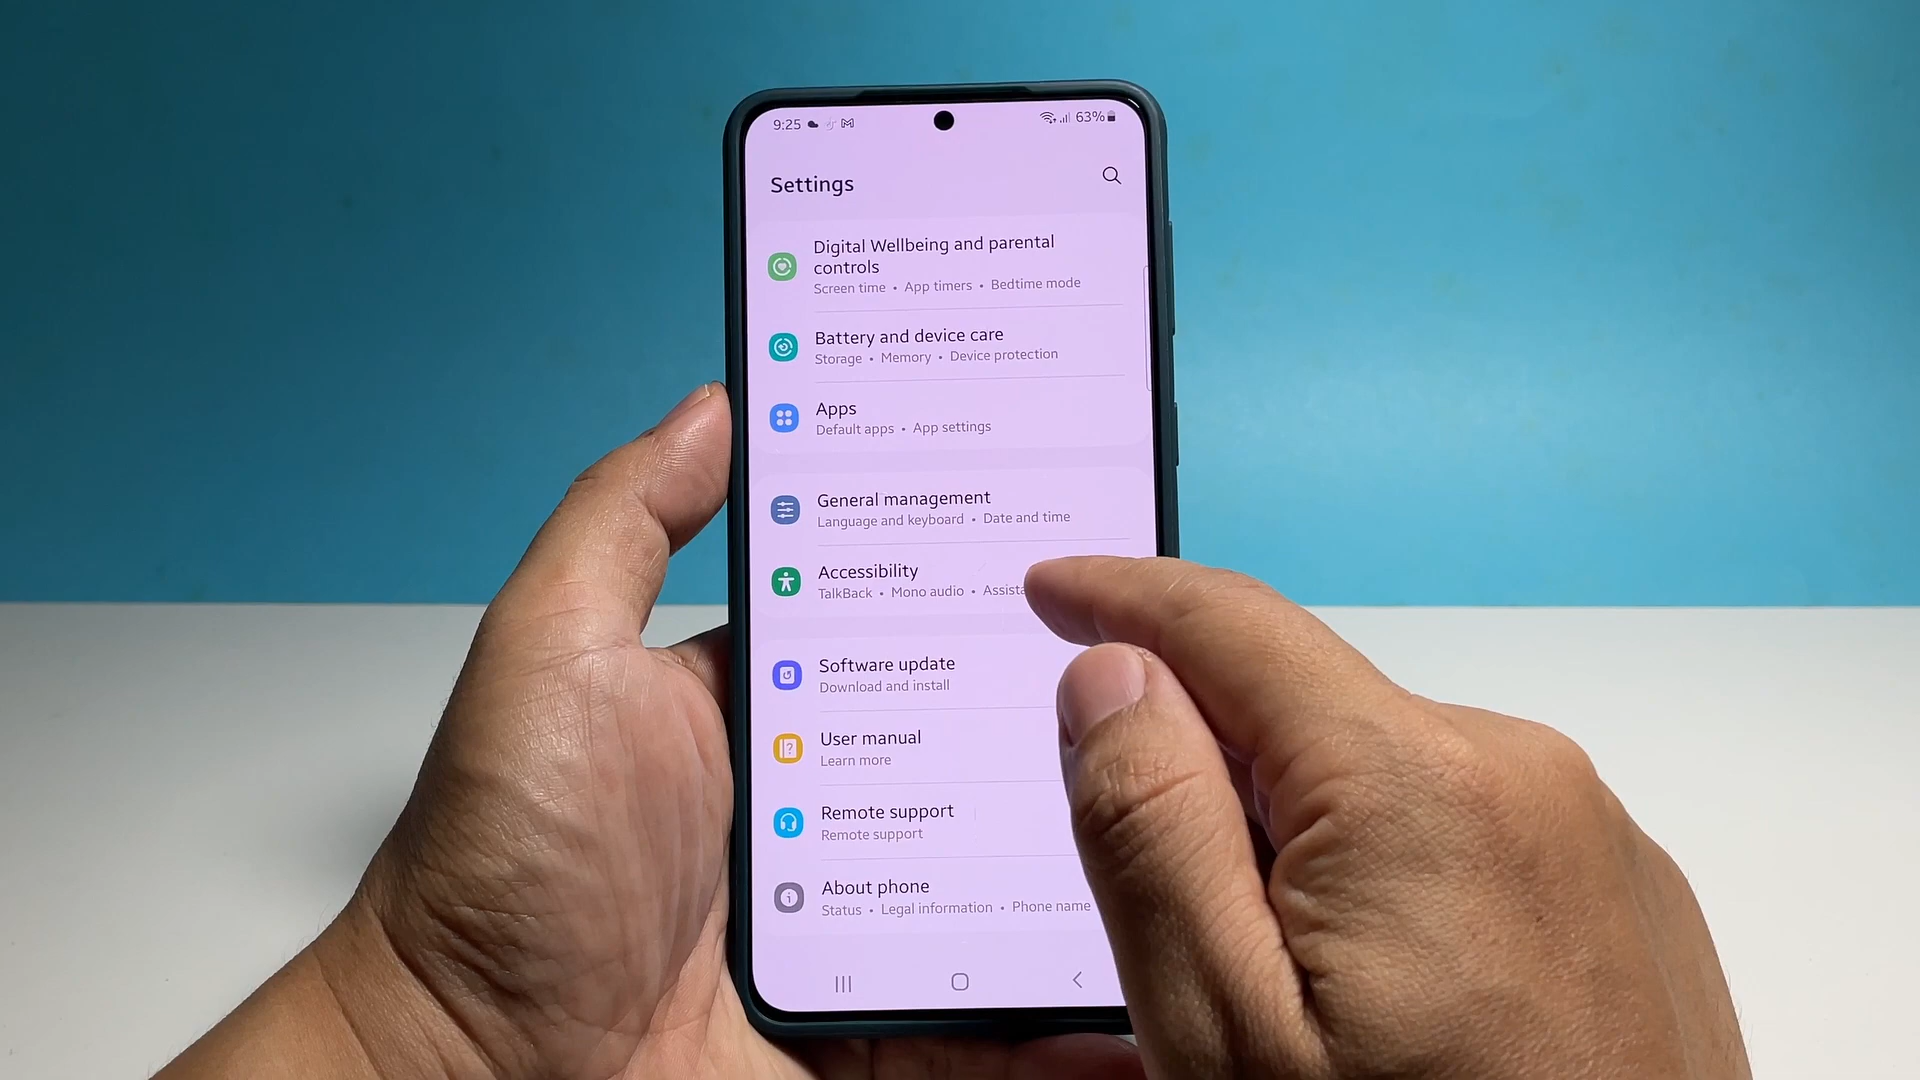 9:25 63%
Settings
Digital Wellbeing and parental
controls
Screen time • App timers • Bedtime mode
Battery and device care
Storage • Memory • Device protection
Apps
Default apps • App settings
General management
Language and keyboard • Date and time
Accessibility
TalkBack • Mono audio •
Software update
Download and install
User manual
Learn more
Remote support
Remote support
About phone
Status • Legal information • Phone name